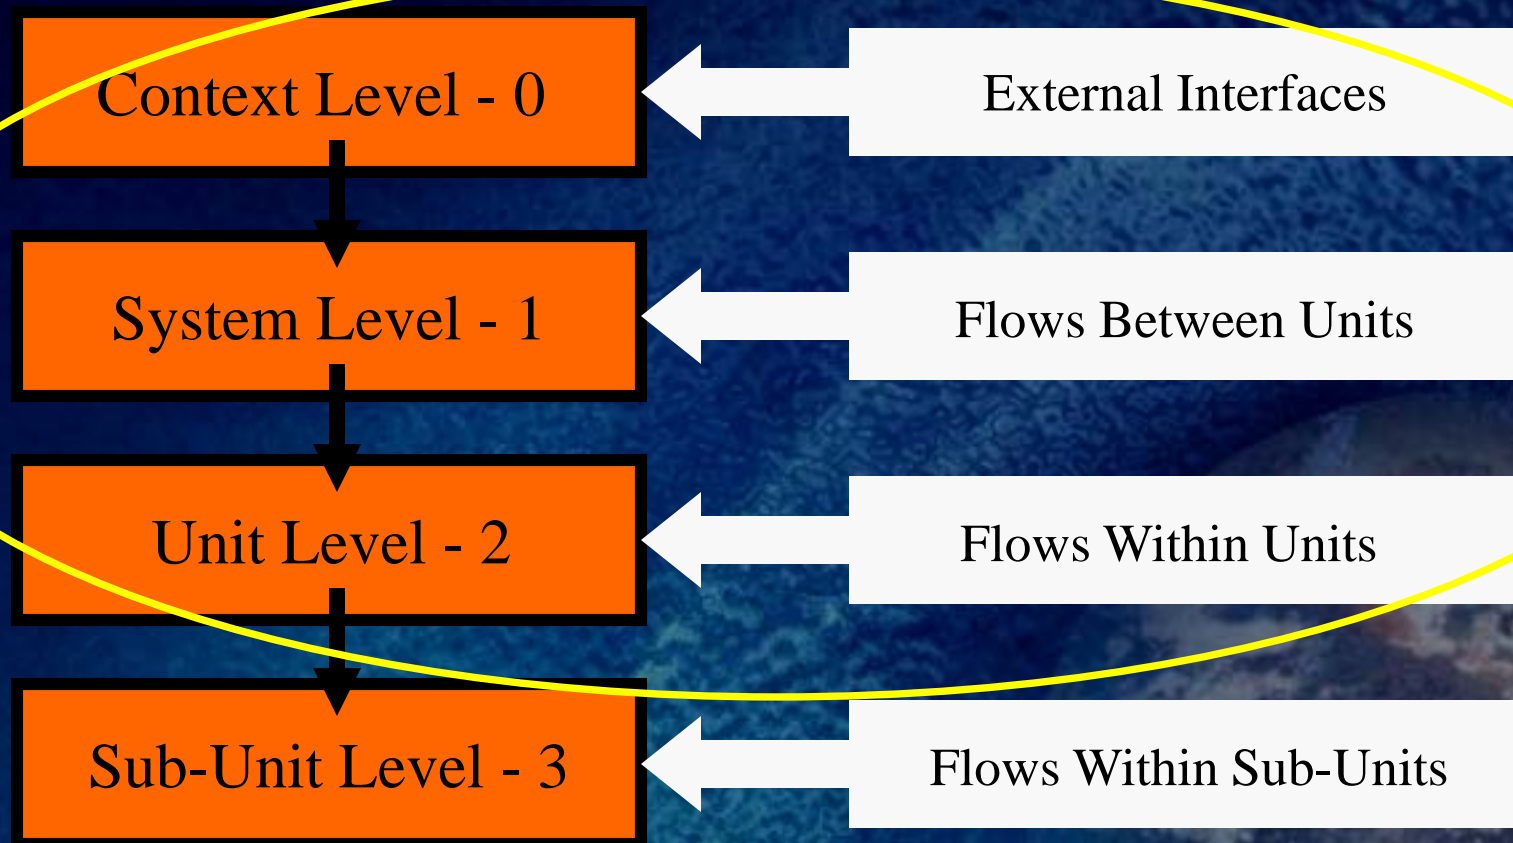 Context Level - 0
External Interfaces
System Level - 1
Flows Between Units
Unit Level - 2
Flows Within Units
Sub-Unit Level - 3
Flows Within Sub-Units